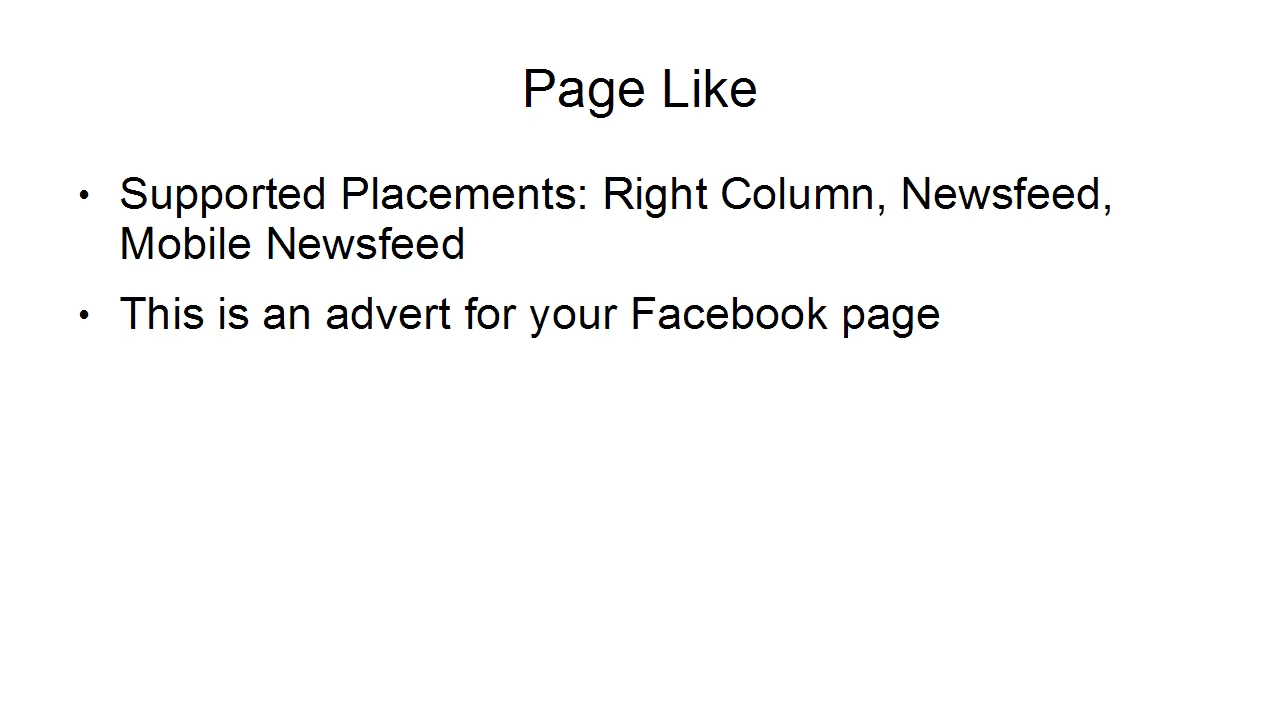 Page Like
• Supported Placements: Right Column, Newsfeed,
Mobile Newsfeed
• This is an advert for your Facebook page